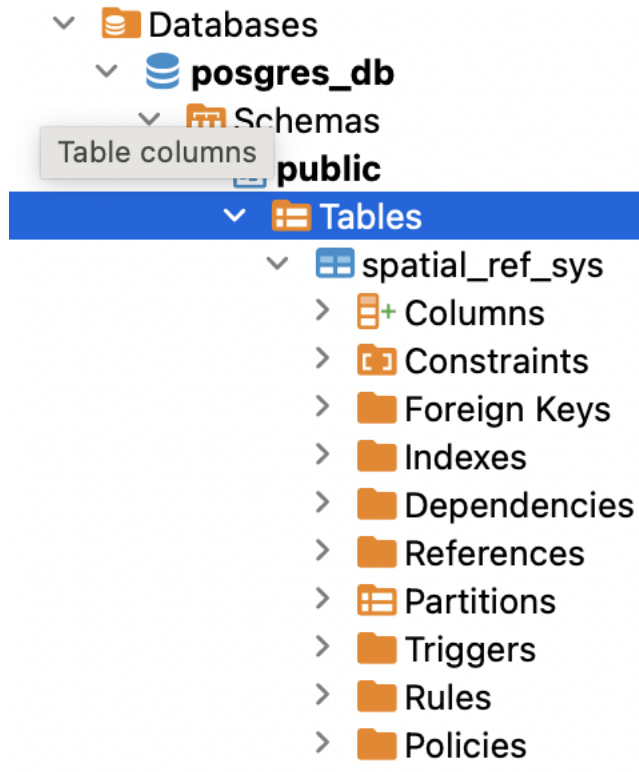 Databases
posgres_db
Schemas
Table columns
public
Tables
spatial_ref_sys
Columns
Constraints
Foreign Keys
Indexes
Dependencies
References
Partitions
Triggers
Rules
Policies